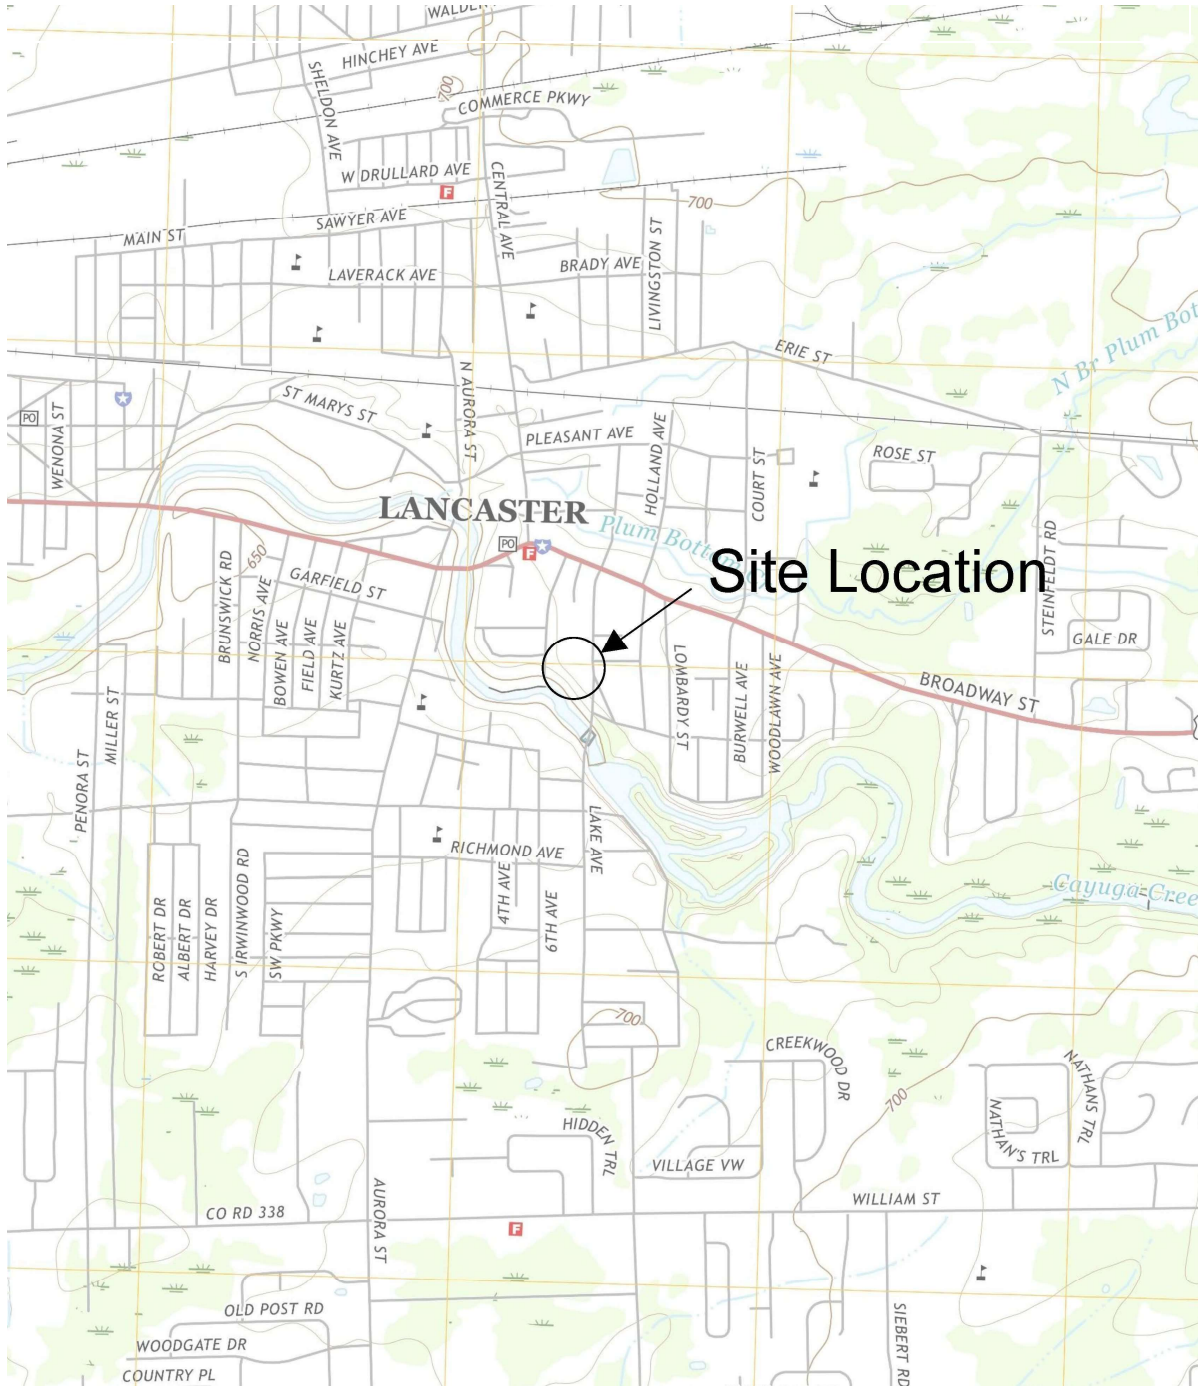 WALDEN
HINCHEY AVE
SHELDON AVE
700
COMMERCE PKWY
W DRULLARD AVE
F
CENTRAL AVE
700
SAWYER AVE
MAIN ST
LAVERACK AVE
BRADY AVE
LIVINGSTON ST
ERIE ST
N Br Plum Bot
N AURORA ST
ST MARYS ST
PO
WENONA ST
PLEASANT AVE
HOLLAND AVE
COURT ST
ROSE ST
LANCASTER
Plum Bottom
PO
F
Site Location
STEINFELDT RD
650
BRUNSWICK RD
NORRIS AVE
GARFIELD ST
BOWEN AVE
FIELD AVE
KURTZ AVE
GALE DR
LOMBARDY ST
BURWELL AVE
WOODLAWN AVE
BROADWAY ST
MILLER ST
PENORA ST
LAKE AVE
RICHMOND AVE
4TH AVE
6TH AVE
Cayuga Cree
ROBERT DR
ALBERT DR
HARVEY DR
S IRWINWOOD RD
SW PKWY
700
CREEKWOOD DR
700
NATHANS TRL
NATHAN'S TRL
HIDDEN TRL
VILLAGE VW
WILLIAM ST
CO RD 338
AURORA ST
F
OLD POST RD
SIEBERT RD
WOODGATE DR
COUNTRY PL